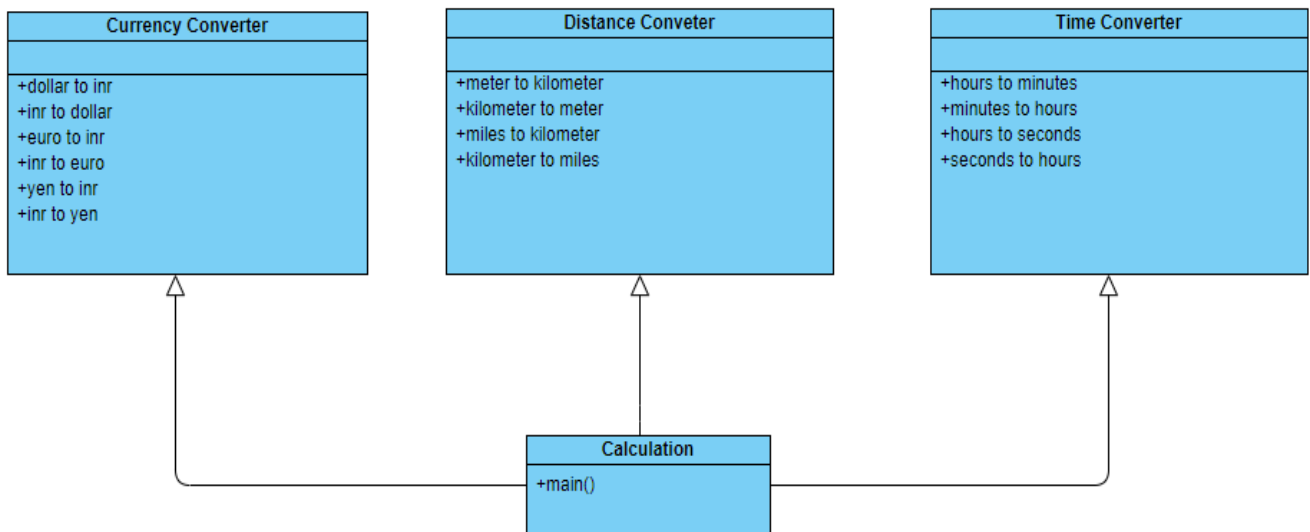 Currency Converter
+dollar to inr
+inr to dollar
+euro to inr
+inr to euro
+yen to inr
+inr to yen
Distance Conveter
+meter to kilometer
+kilometer to meter
+miles to kilometer
+kilometer to miles
Time Converter
+hours to minutes
+minutes to hours
+hours to seconds
+seconds to hours
Calculation
+main()